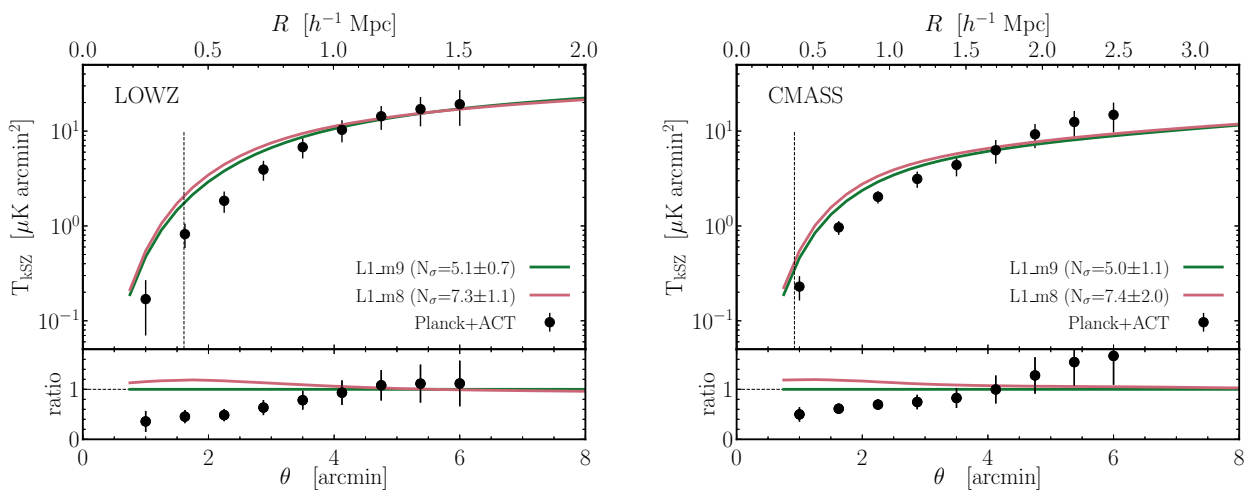 R [h⁻¹ Mpc]
0.0 0.5 1.0 1.5 2.0
LOWZ
T_kSZ [μK arcmin²]
10¹
10⁰
10⁻¹
L1_m9 (N_σ=5.1±0.7)
L1_m8 (N_σ=7.3±1.1)
Planck+ACT
ratio
1
0
0 2 4 6 8
θ [arcmin]
R [h⁻¹ Mpc]
0.0 0.5 1.0 1.5 2.0 2.5 3.0
CMASS
T_kSZ [μK arcmin²]
10¹
10⁰
10⁻¹
L1_m9 (N_σ=5.0±1.1)
L1_m8 (N_σ=7.4±2.0)
Planck+ACT
ratio
1
0
0 2 4 6 8
θ [arcmin]